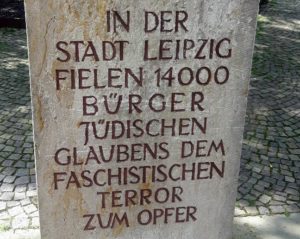 IN DER
STADT LEIPZIG
FIELEN 14000
BÜRGER
JÜDISCHEN
GLAUBENS DEM
FASCHISTISCHEN
TERROR
ZUM OPFER